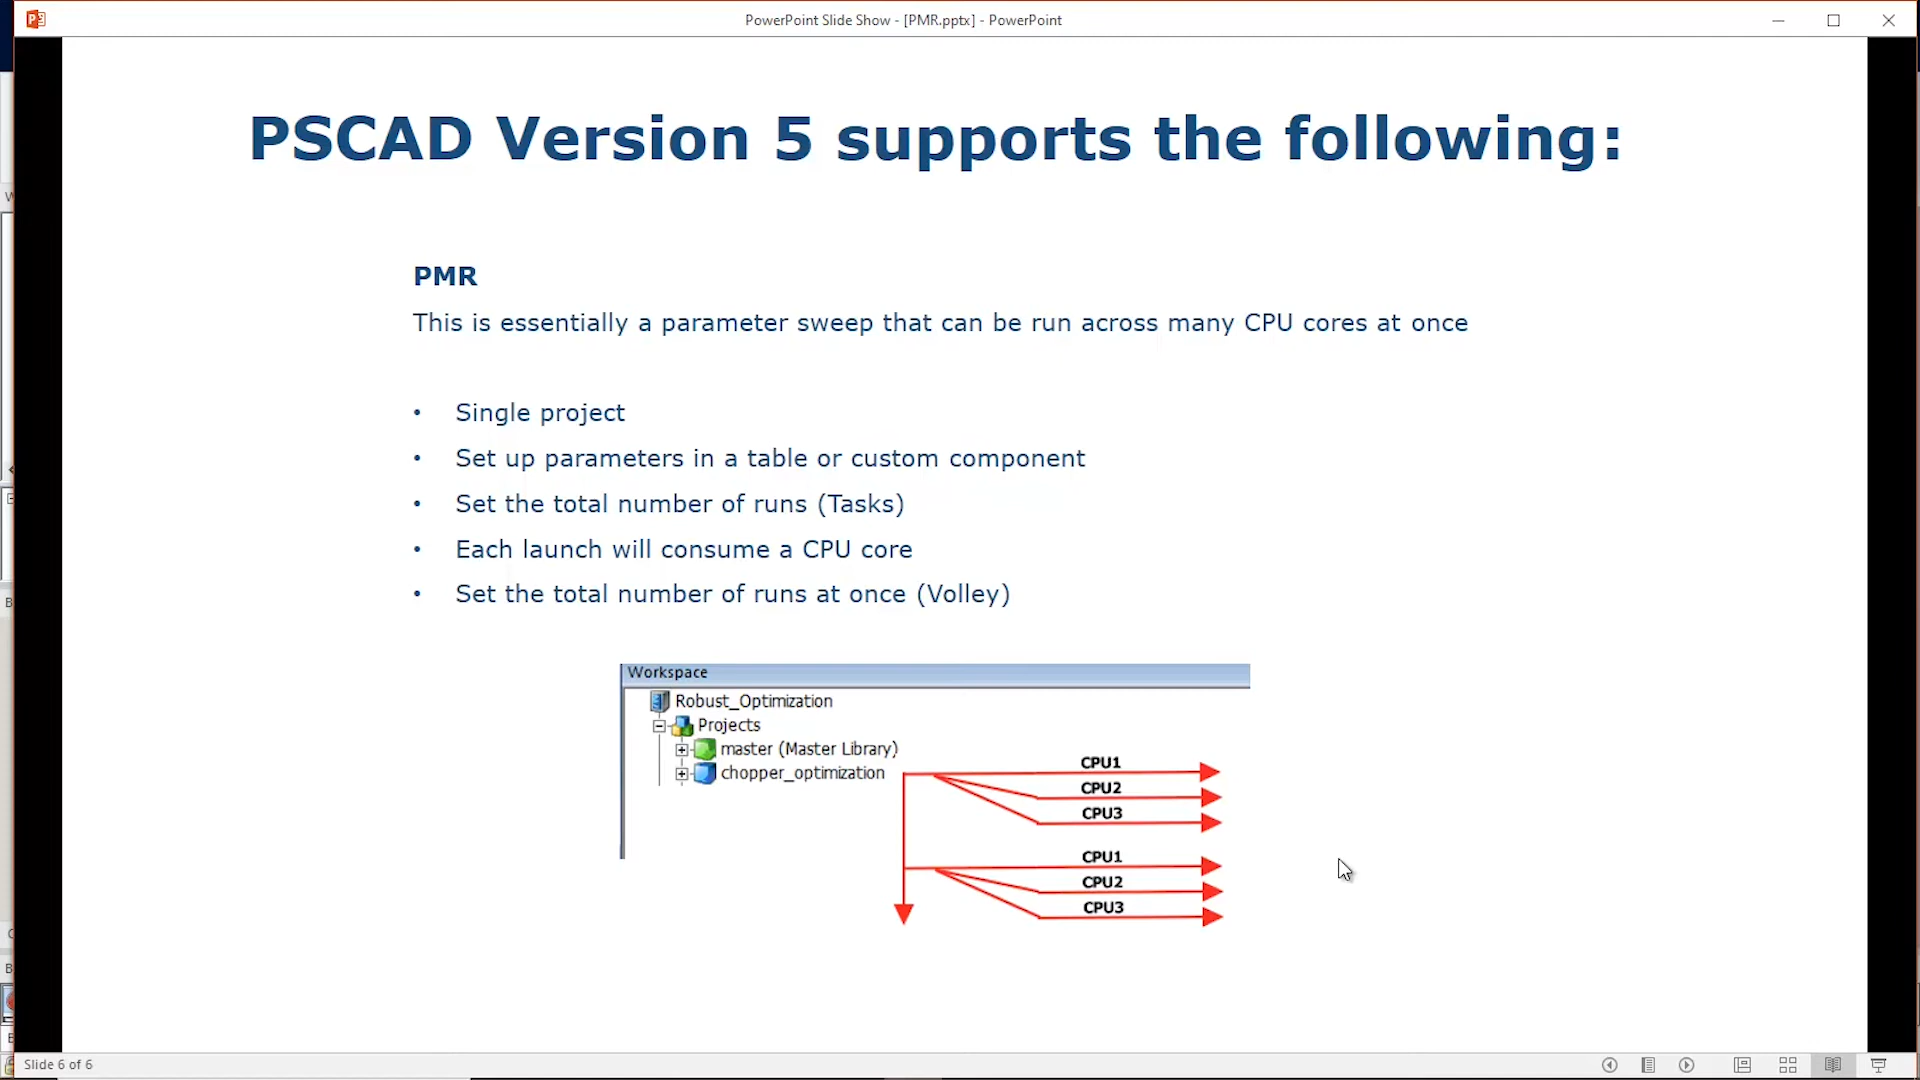 PowerPoint Slide Show - [PMR.pptx] - PowerPoint
PSCAD Version 5 supports the following:
PMR
This is essentially a parameter sweep that can be run across many CPU cores at once
• Single project
• Set up parameters in a table or custom component
• Set the total number of runs (Tasks)
• Each launch will consume a CPU core
• Set the total number of runs at once (Volley)
Workspace
Robust_Optimization
Projects
master (Master Library)
chopper_optimization
CPU1
CPU2
CPU3
CPU1
CPU2
CPU3
Slide 6 of 6